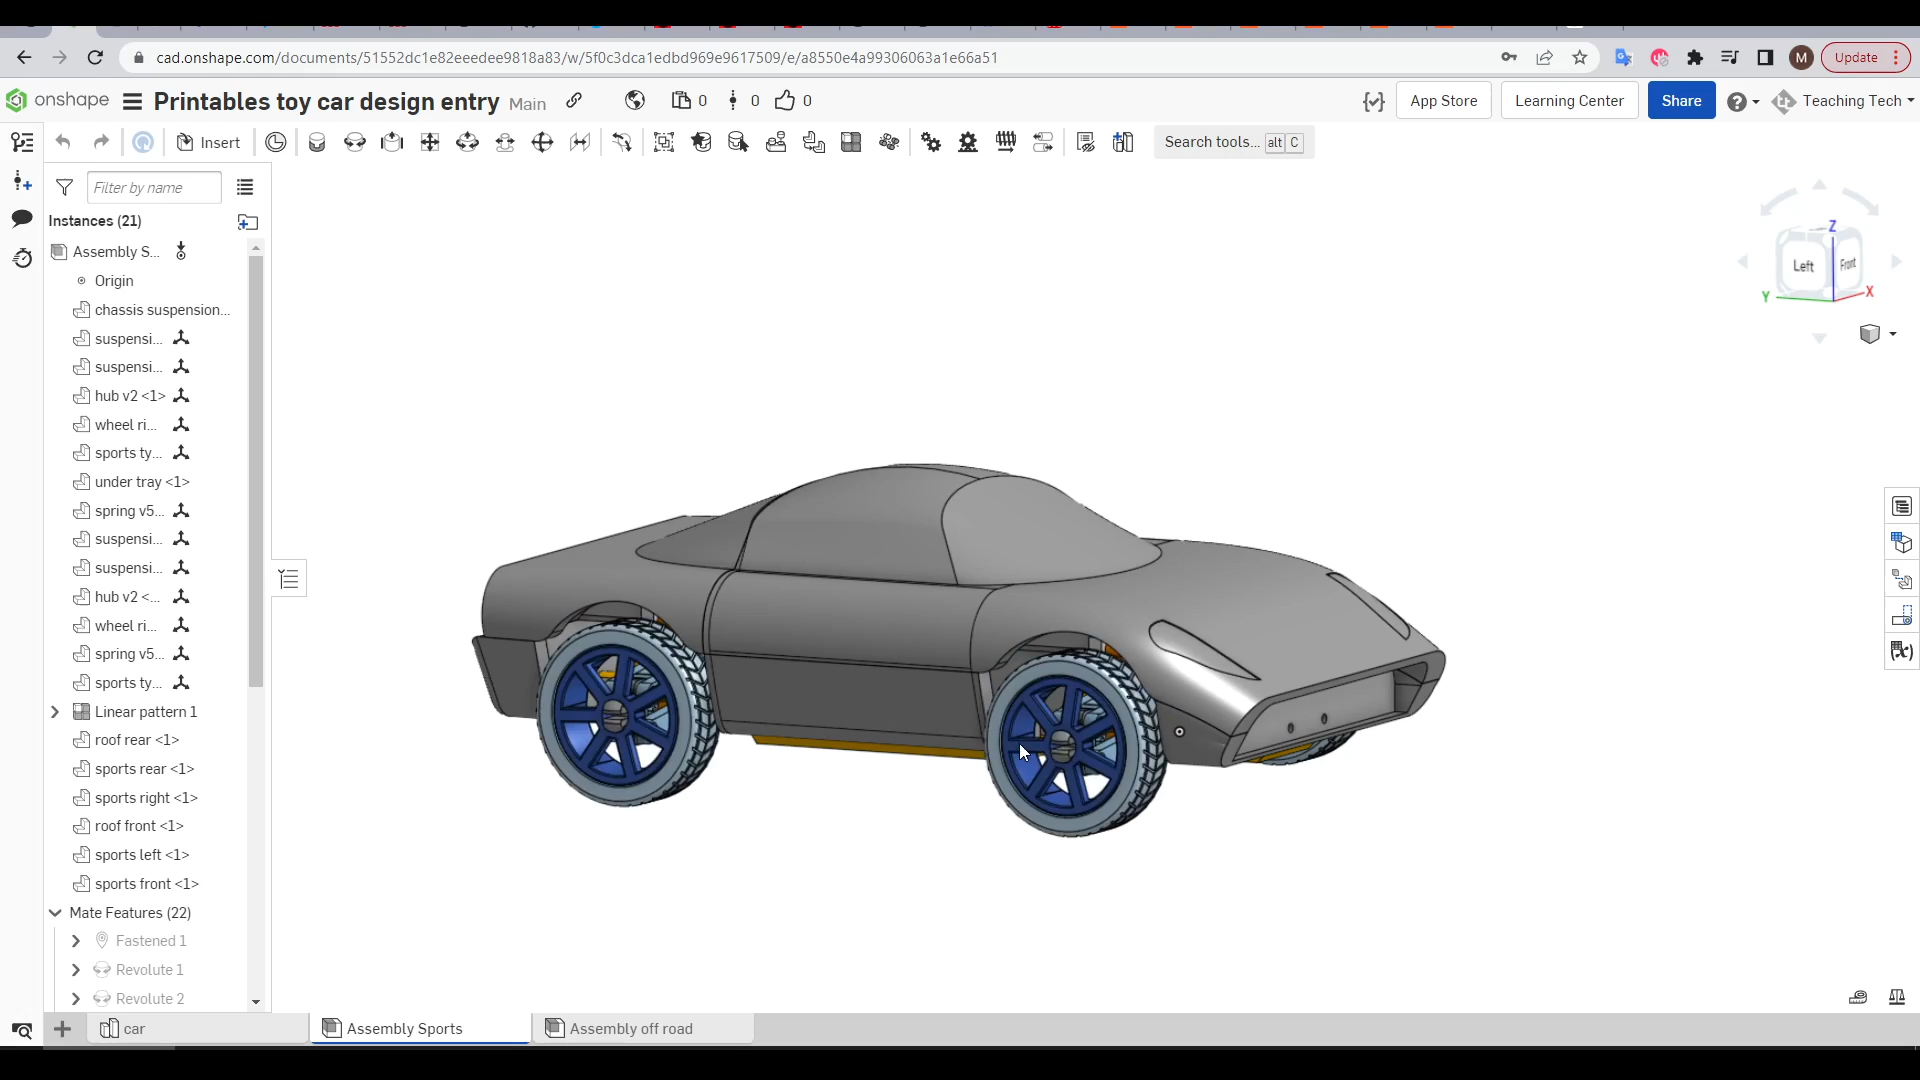 cad.onshape.com/documents/51552dc1e82eeedee9818a83/w/5f0c3dca1edbd969e9617509/e/a8550e4a99306063a1e66a51
M
Update
onshape
Printables toy car design entry
Main
0
0
0
App Store
Learning Center
Share
Teaching Tech
Insert
Search tools... alt C
Filter by name
Instances (21)
Assembly S...
Origin
chassis suspension...
suspensi...
suspensi...
hub v2 <1>
wheel ri...
sports ty...
under tray <1>
spring v5...
suspensi...
suspensi...
hub v2 <...
wheel ri...
spring v5...
sports ty...
Linear pattern 1
roof rear <1>
sports rear <1>
sports right <1>
roof front <1>
sports left <1>
sports front <1>
Mate Features (22)
Fastened 1
Revolute 1
Revolute 2
Z
Left
Front
Y
X
(x)
car
Assembly Sports
Assembly off road